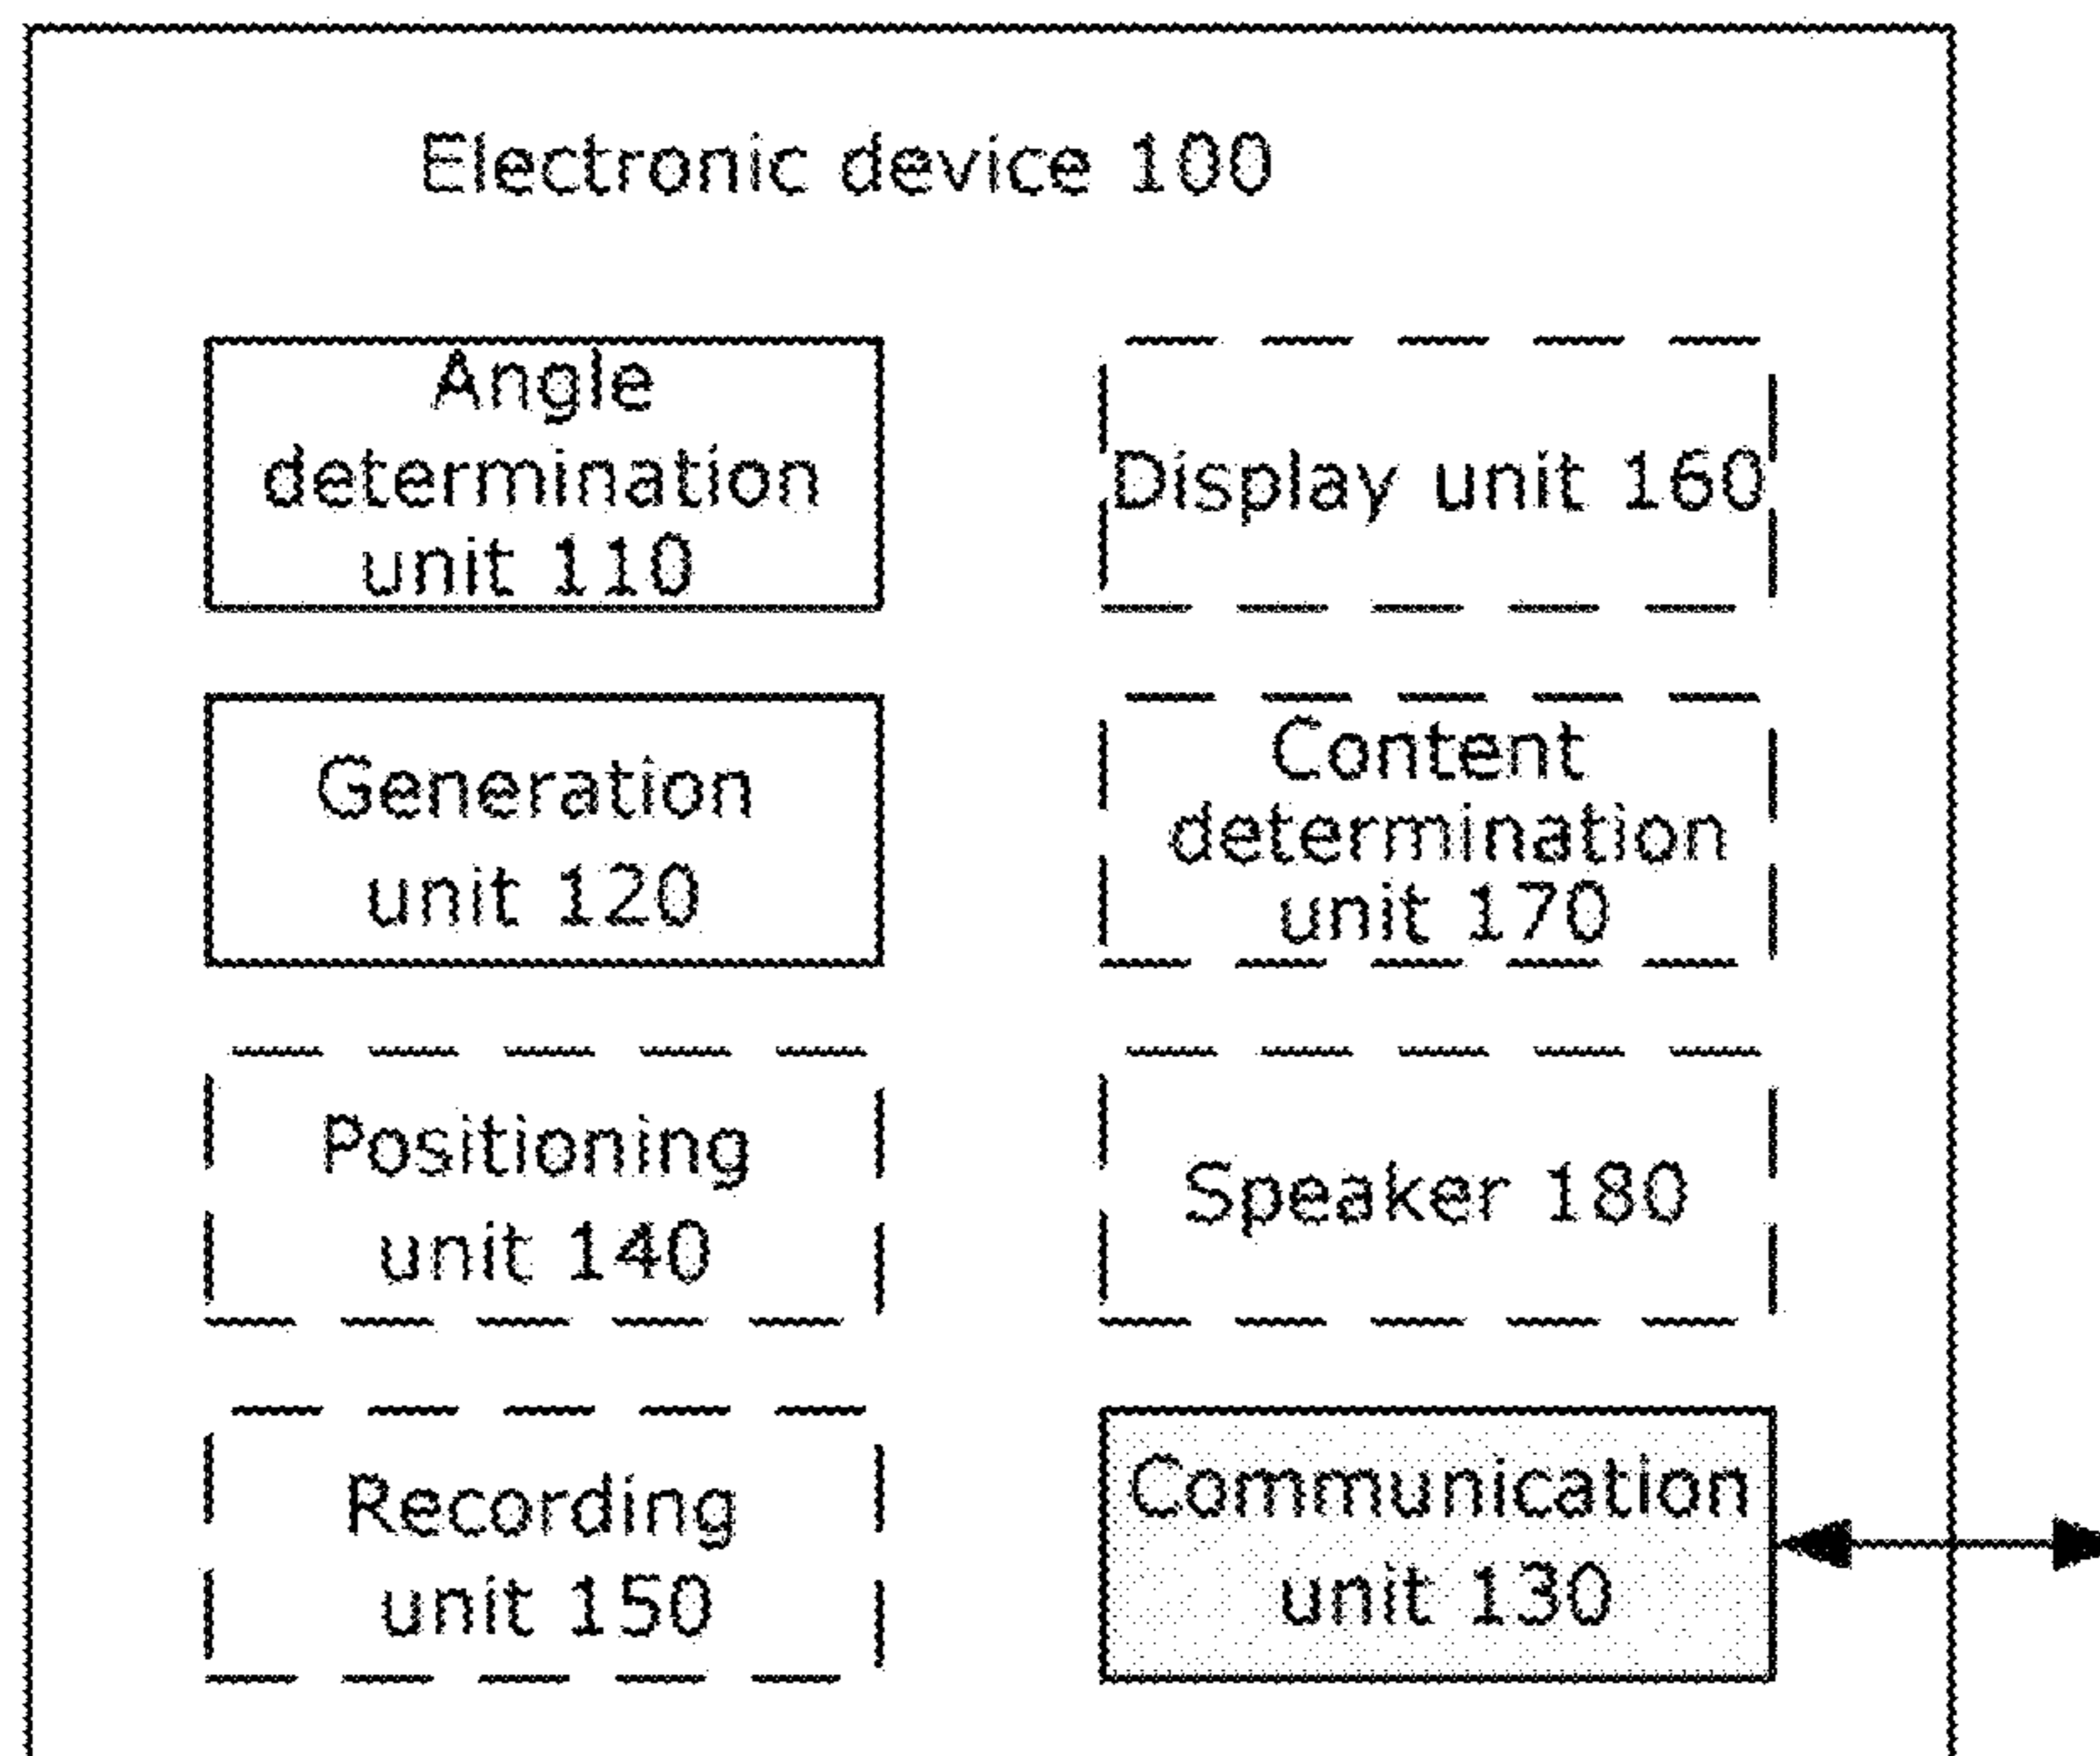 Electronic device 100
Angle
determination
unit 110
Display unit 160
Generation
unit 120
Content
determination
unit 170
Positioning
unit 140
Speaker 180
Recording
unit 150
Communication
unit 130